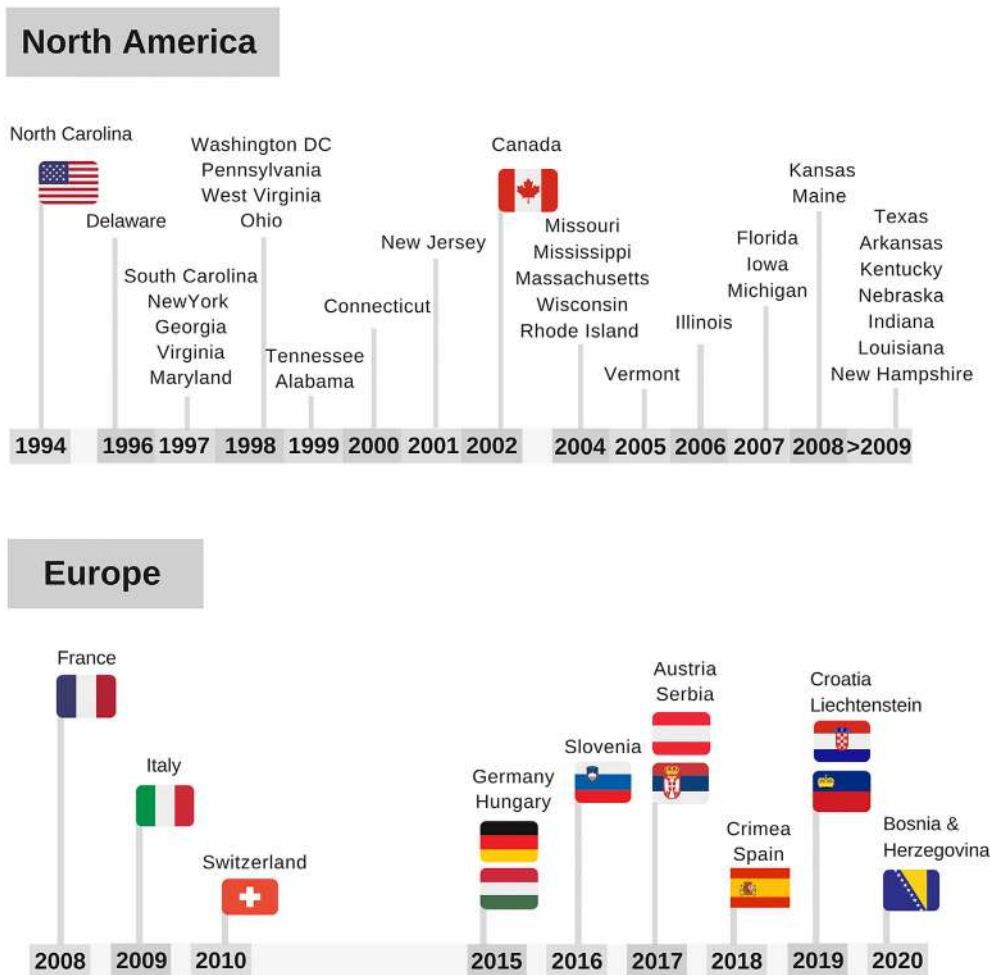 North America
North Carolina
Delaware
South Carolina
NewYork
Georgia
Virginia
Maryland
Washington DC
Pennsylvania
West Virginia
Ohio
Tennessee
Alabama
Connecticut
New Jersey
Canada
Missouri
Mississippi
Massachusetts
Wisconsin
Rhode Island
Vermont
Illinois
Florida
Iowa
Michigan
Kansas
Maine
Texas
Arkansas
Kentucky
Nebraska
Indiana
Louisiana
New Hampshire
1994 1996 1997 1998 1999 2000 2001 2002 2004 2005 2006 2007 2008 >2009
Europe
France
Italy
Switzerland
Germany
Hungary
Slovenia
Austria
Serbia
Crimea
Spain
Croatia
Liechtenstein
Bosnia &
Herzegovina
2008 2009 2010 2015 2016 2017 2018 2019 2020